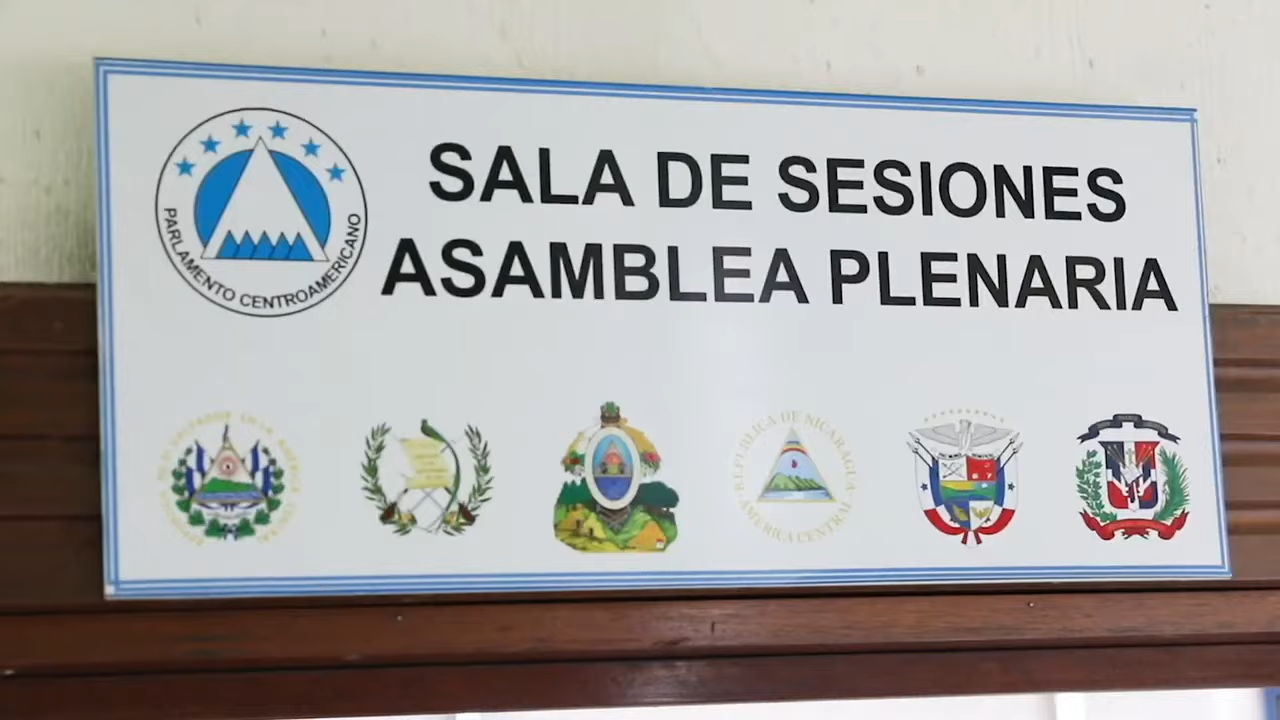 SALA DE SESIONES
ASAMBLEA PLENARIA
PARLAMENTO CENTROAMERICANO
REPUBLICA DE NICARAGUA
AMERICA CENTRAL